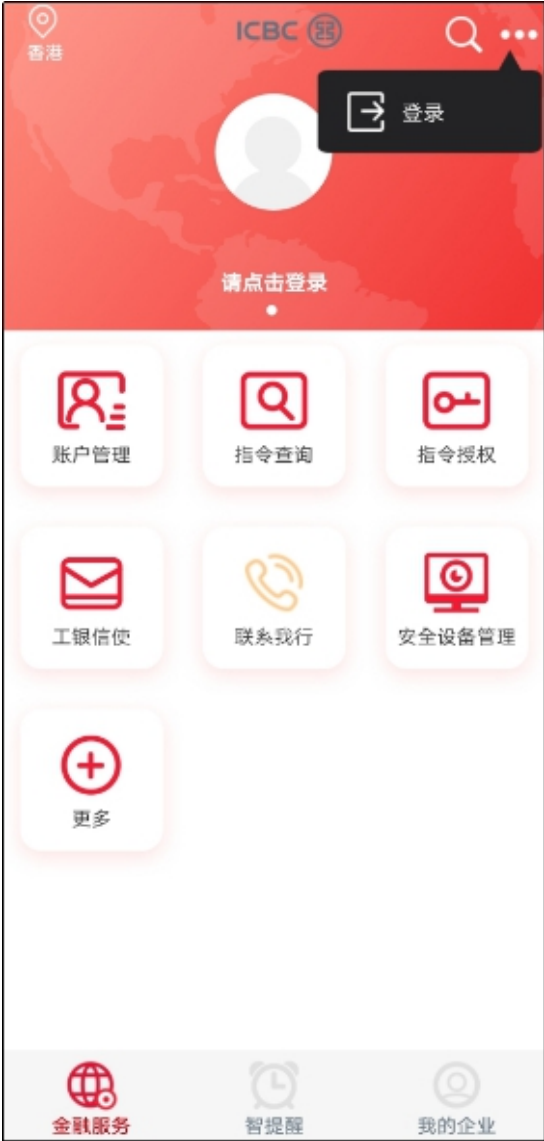 ICBC
香港
登录
请点击登录
账户管理
指令查询
指令授权
工银信使
联系我行
安全设备管理
更多
金融服务
智提醒
我的企业